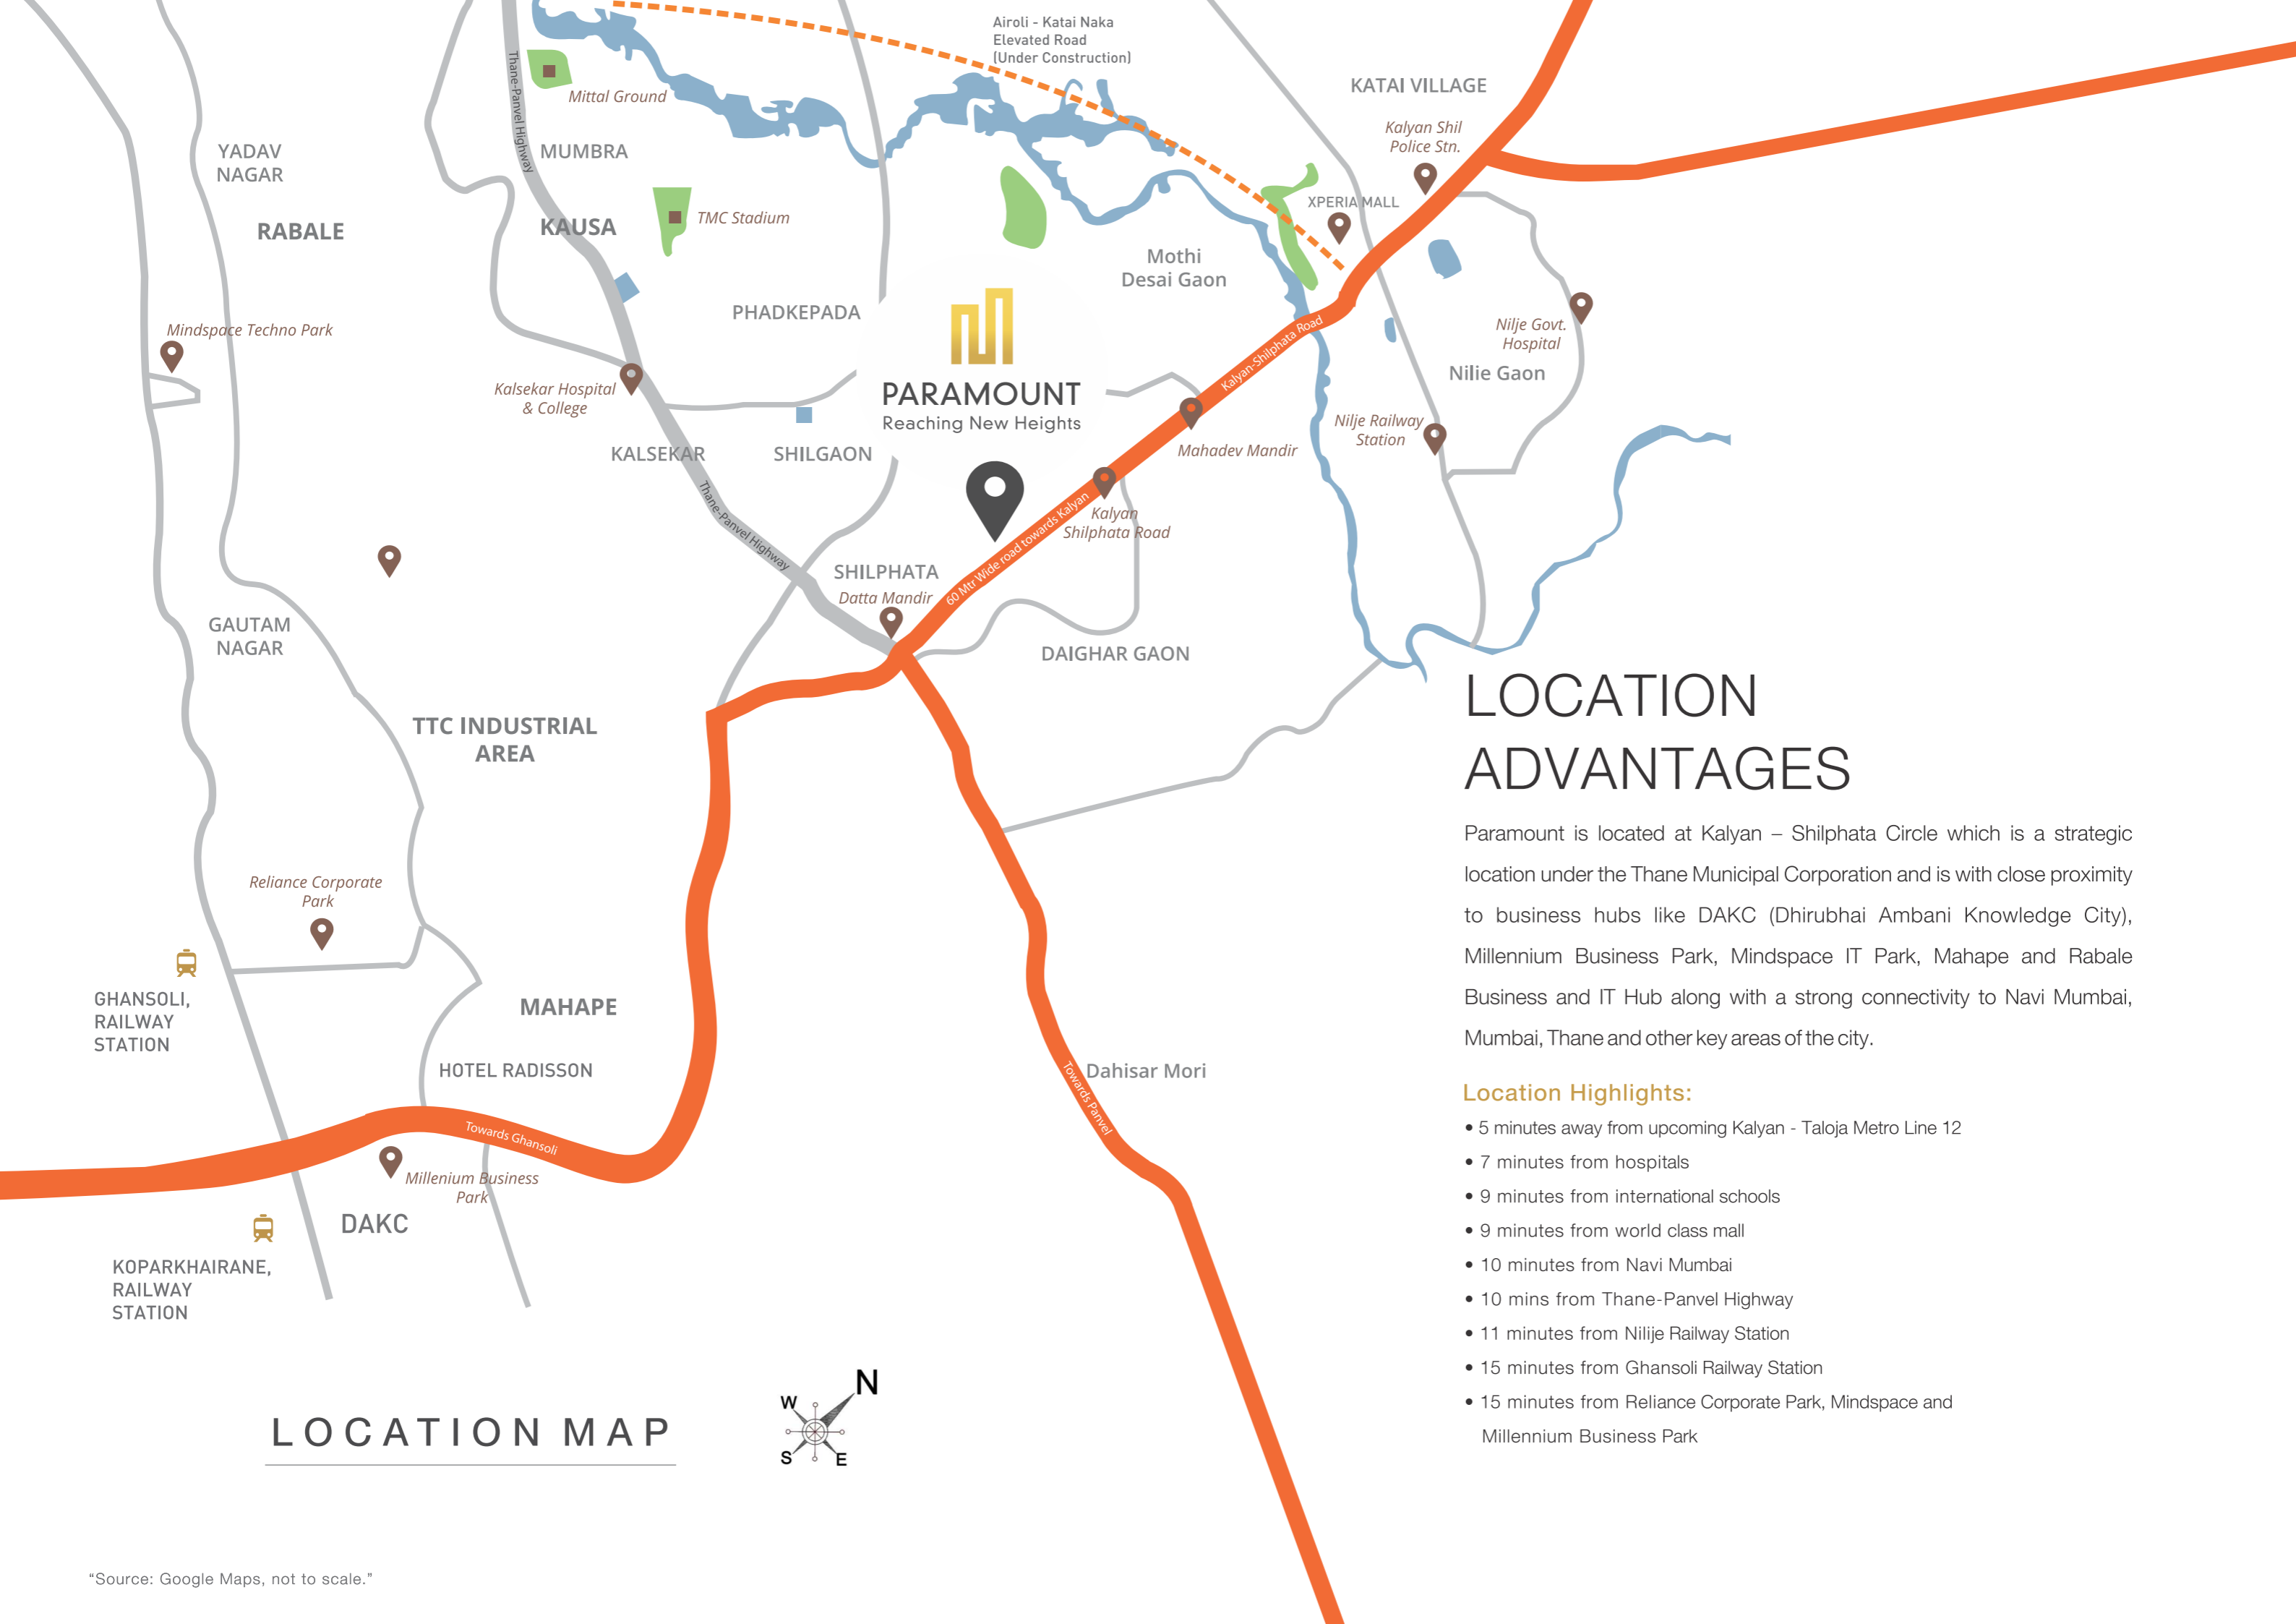 Airoli - Katai Naka
Elevated Road
(Under Construction)
KATAI VILLAGE
Kalyan Shil
Police Stn.
Thane-Panvel Highway
Mittal Ground
MUMBRA
YADAV
NAGAR
RABALE
KAUSA
TMC Stadium
XPERIA MALL
Mothi
Desai Gaon
PHADKEPADA
Mindspace Techno Park
Nilje Govt.
Hospital
Nilie Gaon
Kalyan-Shilphata Road
PARAMOUNT
Reaching New Heights
Kalsekar Hospital
& College
KALSEKAR
SHILGAON
Mahadev Mandir
Nilje Railway
Station
Thane-Panvel Highway
60 Mtr Wide road towards Kalyan
Kalyan
Shilphata Road
SHILPHATA
Datta Mandir
GAUTAM
NAGAR
DAIGHAR GAON
TTC INDUSTRIAL
AREA
Reliance Corporate
Park
GHANSOLI,
RAILWAY
STATION
MAHAPE
HOTEL RADISSON
Dahisar Mori
Towards Panvel
Towards Ghansoli
Millenium Business
Park
DAKC
KOPARKHAIRANE,
RAILWAY
STATION
LOCATION MAP
N
W
S
E
"Source: Google Maps, not to scale."
LOCATION
ADVANTAGES
Paramount is located at Kalyan – Shilphata Circle which is a strategic
location under the Thane Municipal Corporation and is with close proximity
to business hubs like DAKC (Dhirubhai Ambani Knowledge City),
Millennium Business Park, Mindspace IT Park, Mahape and Rabale
Business and IT Hub along with a strong connectivity to Navi Mumbai,
Mumbai, Thane and other key areas of the city.
Location Highlights:
• 5 minutes away from upcoming Kalyan - Taloja Metro Line 12
• 7 minutes from hospitals
• 9 minutes from international schools
• 9 minutes from world class mall
• 10 minutes from Navi Mumbai
• 10 mins from Thane-Panvel Highway
• 11 minutes from Nilije Railway Station
• 15 minutes from Ghansoli Railway Station
• 15 minutes from Reliance Corporate Park, Mindspace and
Millennium Business Park